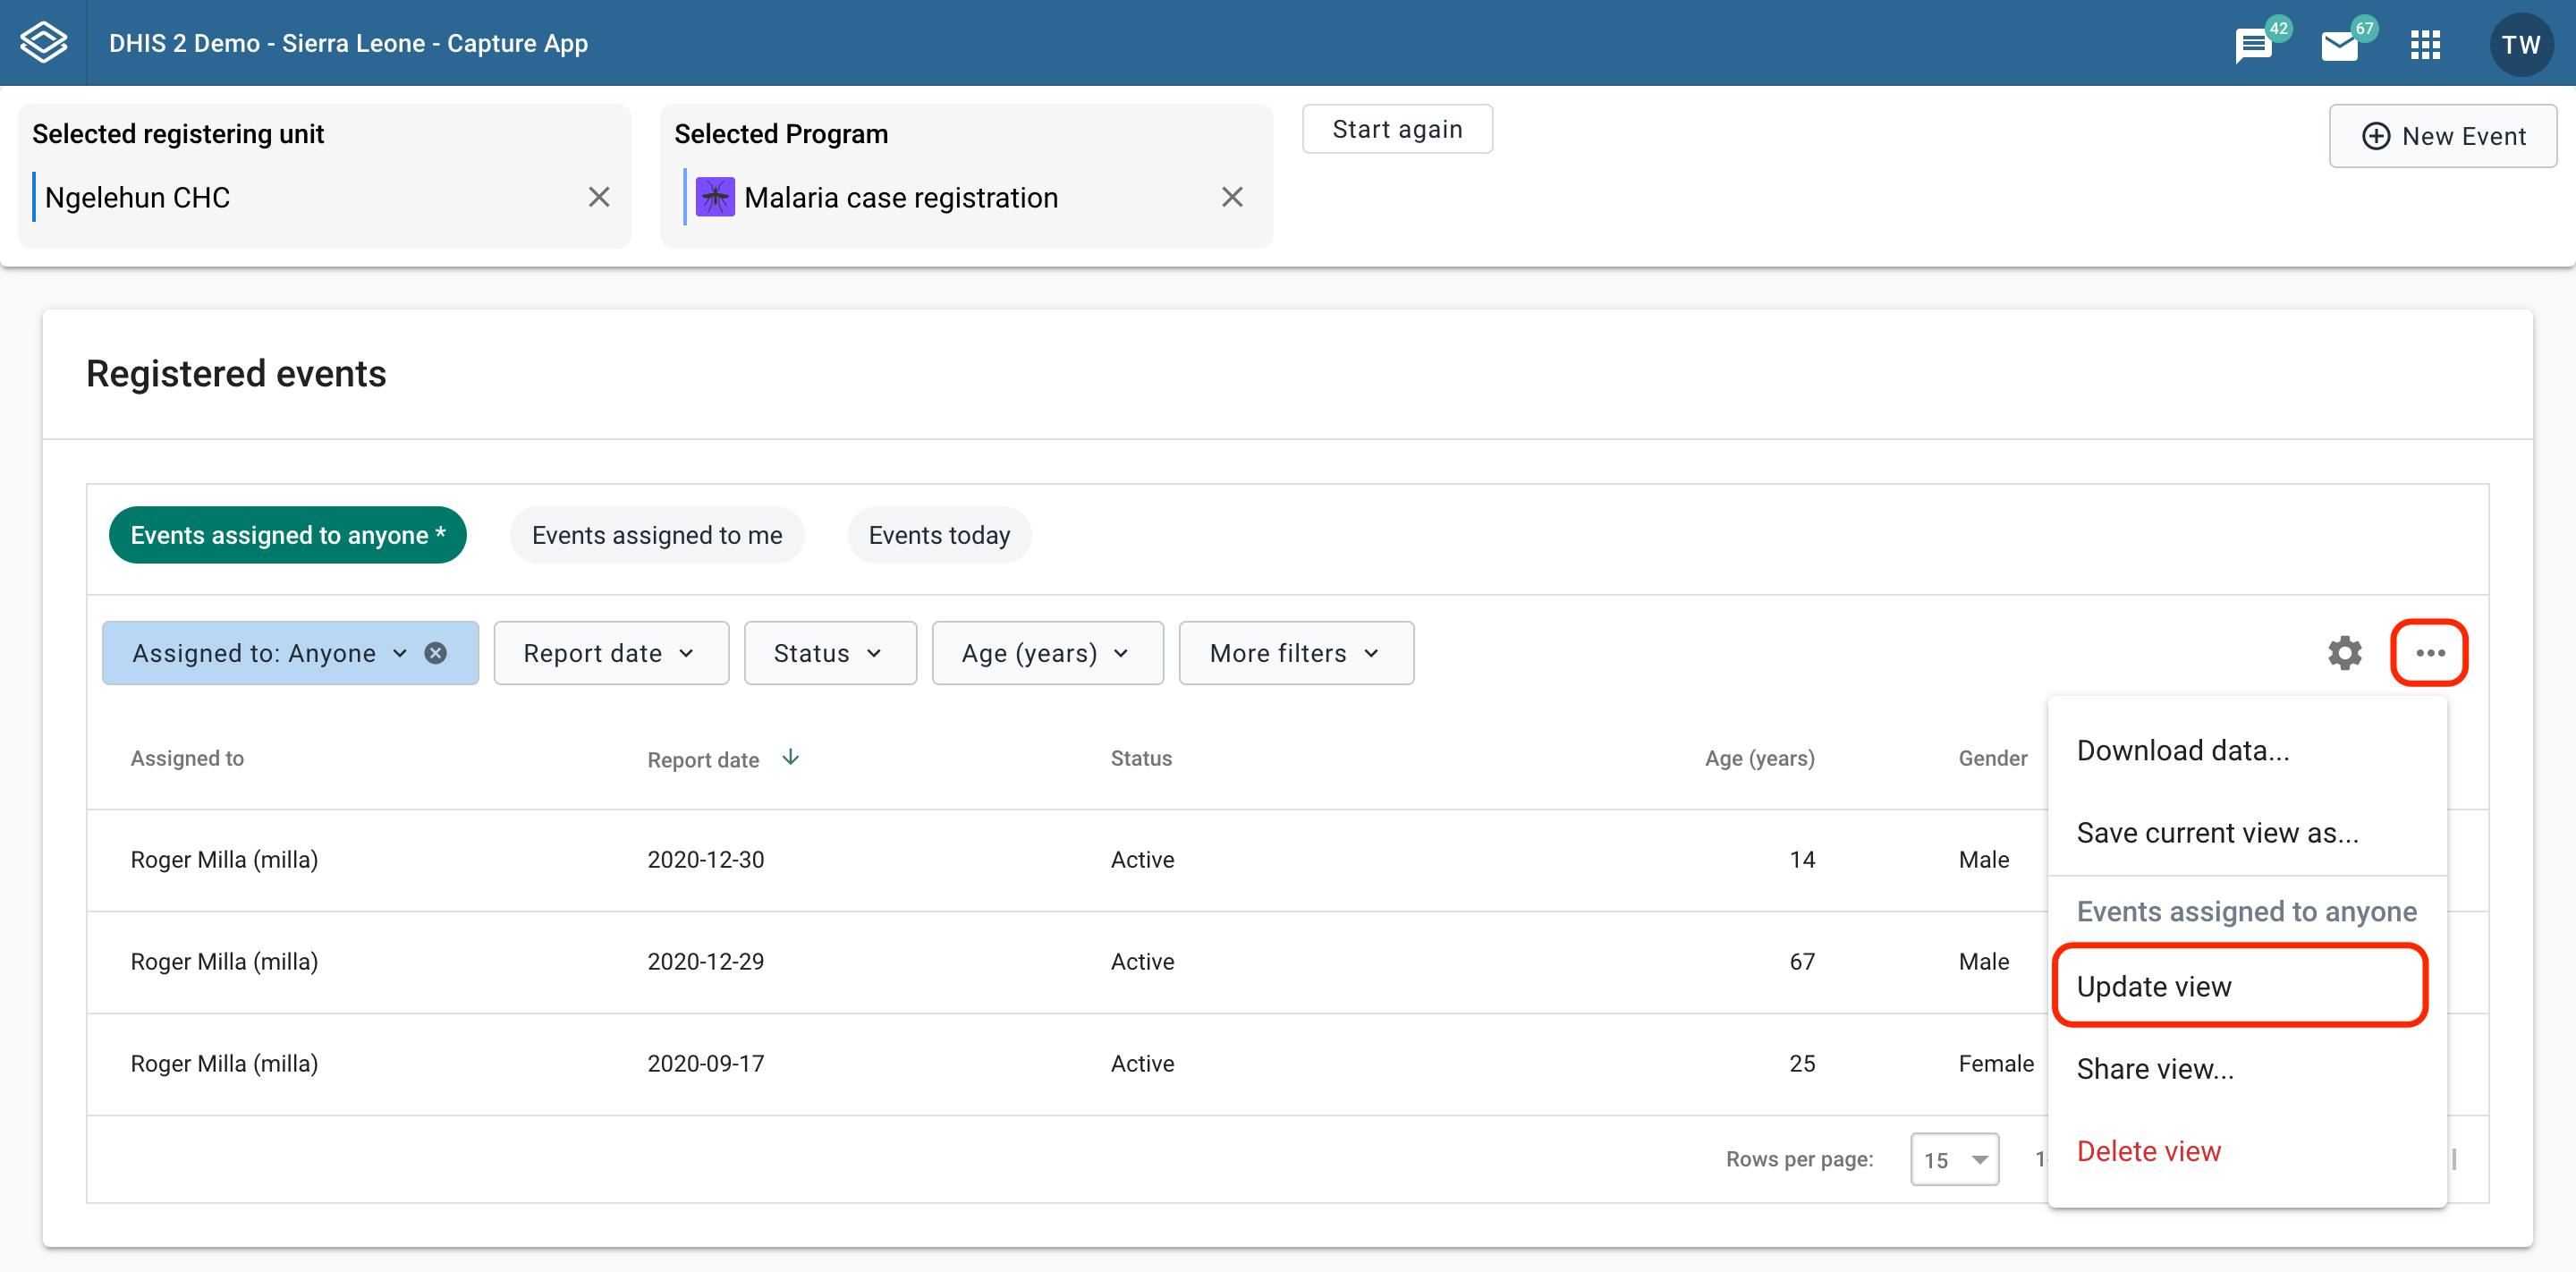 DHIS 2 Demo - Sierra Leone - Capture App
42
67
TW
Selected registering unit
Ngelehun CHC
Selected Program
Malaria case registration
Start again
New Event
Registered events
Events assigned to anyone *
Events assigned to me
Events today
Assigned to: Anyone
Report date
Status
Age (years)
More filters
Assigned to
Report date
Status
Age (years)
Gender
Roger Milla (milla)
2020-12-30
Active
14
Male
Roger Milla (milla)
2020-12-29
Active
67
Male
Roger Milla (milla)
2020-09-17
Active
25
Female
Rows per page:
15
Download data...
Save current view as...
Events assigned to anyone
Update view
Share view...
Delete view